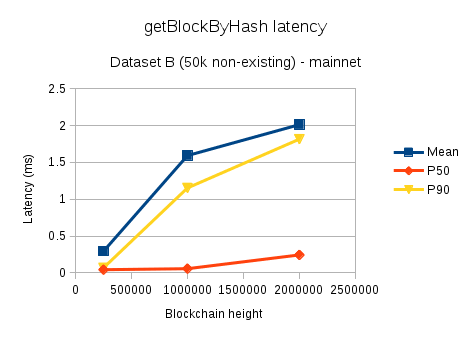 getBlockByHash latency
Dataset B (50k non-existing) - mainnet
2.5
2
1.5
1
0.5
0
Latency (ms)
0 500000 1000000 1500000 2000000 2500000
Blockchain height
Mean
P50
P90